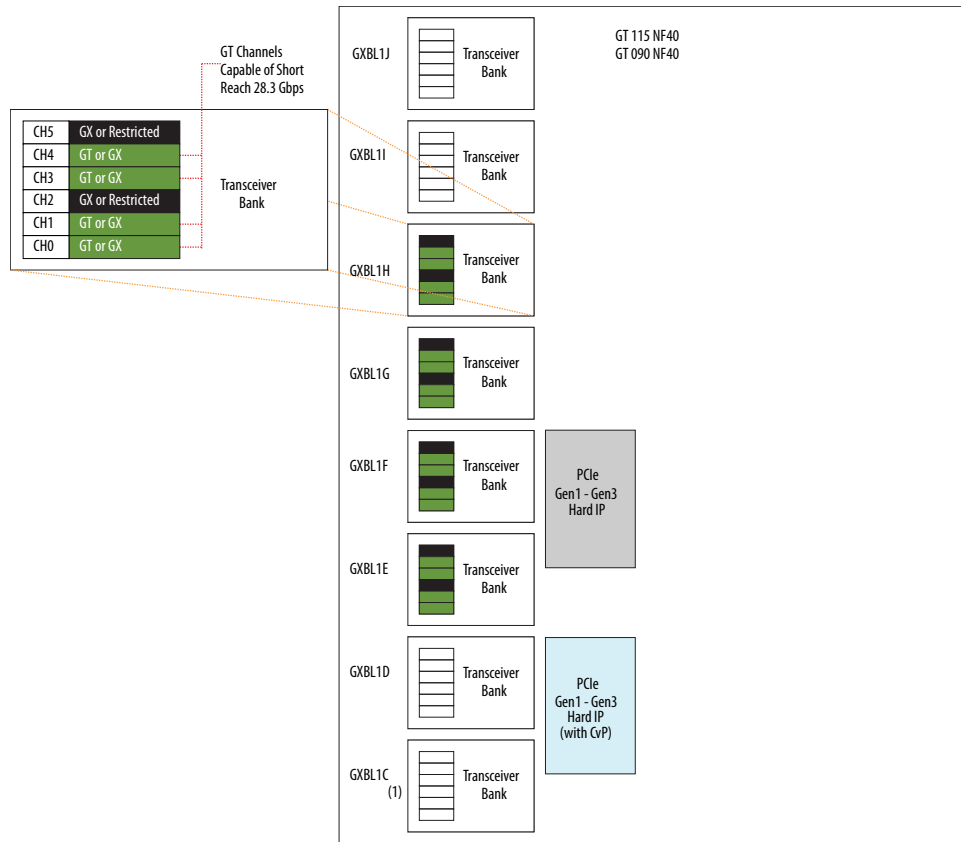 GT 115 NF40
GT 090 NF40
GT Channels
Capable of Short
Reach 28.3 Gbps
CH5 GX or Restricted
CH4 GT or GX
CH3 GT or GX
CH2 GX or Restricted
CH1 GT or GX
CH0 GT or GX
Transceiver
Bank
GXBL1J
Transceiver
Bank
GXBL1I
Transceiver
Bank
GXBL1H
Transceiver
Bank
GXBL1G
Transceiver
Bank
GXBL1F
Transceiver
Bank
PCIe
Gen1 - Gen3
Hard IP
GXBL1E
Transceiver
Bank
GXBL1D
Transceiver
Bank
PCIe
Gen1 - Gen3
Hard IP
(with CvP)
GXBL1C
(1)
Transceiver
Bank